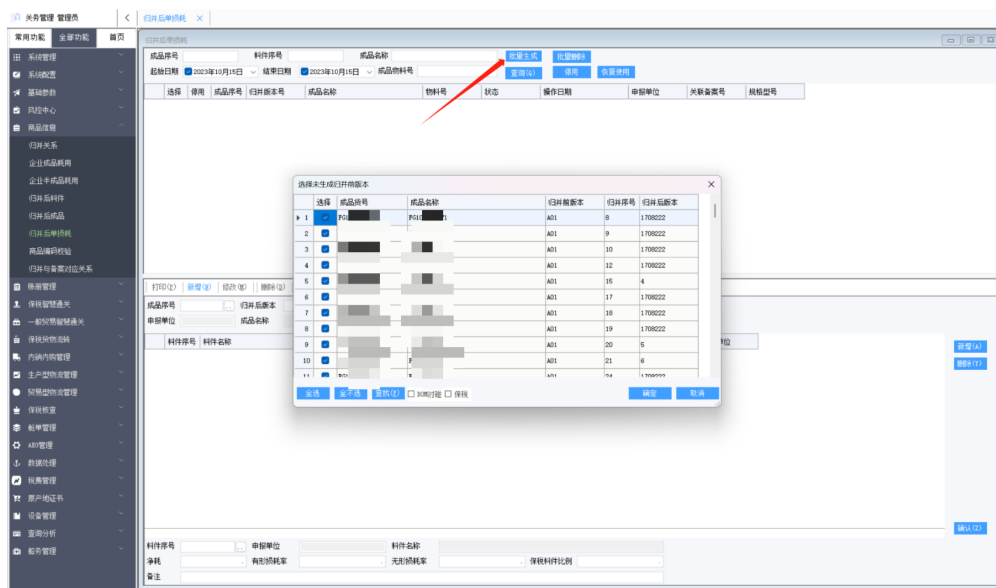 关务管理 管理员
归并后单损耗 ×
常用功能 全部功能 首页
归并后单损耗
成品序号 料件序号 成品名称 批量生成 批量删除
起始日期 2023年10月15日 结束日期 2023年10月15日 成品物料号 查询(Q) 停用 恢复使用
选择 停用 成品序号 归并版本号 成品名称 物料号 状态 操作日期 申报单位 关联备案号 规格型号
系统管理
系统配置
基础参数
风控中心
商品信息
归并关系
企业成品耗用
企业半成品耗用
归并后料件
归并后成品
归并后单损耗
商品编码校验
归并与备案对应关系
账册管理
保税智慧通关
一般贸易智慧通关
保税货物流转
内销内购管理
生产型物流管理
贸易型物流管理
保税核查
舱单管理
AEO管理
数据处理
税费管理
原产地证书
设备管理
查询分析
服务管理
选择未生成归并前版本 ×
选择 成品货号 成品名称 归并前版本 归并序号 归并后版本
1 A01 8 1708222
2 A01 9 1708222
3 A01 10 1708222
4 A01 12 1708222
5 A01 15 4
6 A01 17 1708222
7 A01 18 1708222
8 A01 19 1708222
9 A01 20 5
10 A01 21 6
11 A01 24 1708222
全选 全不选 查找(Z) BOM对碰 保税 确定 取消
打印(P) 新增(N) 修改(M) 删除(D)
成品序号 归并后版本
申报单位 成品名称
料件序号 料件名称
新增(A)
删除(Y)
确认(Z)
料件序号 申报单位 料件名称
净耗 有形损耗率 无形损耗率 保税料件比例
备注